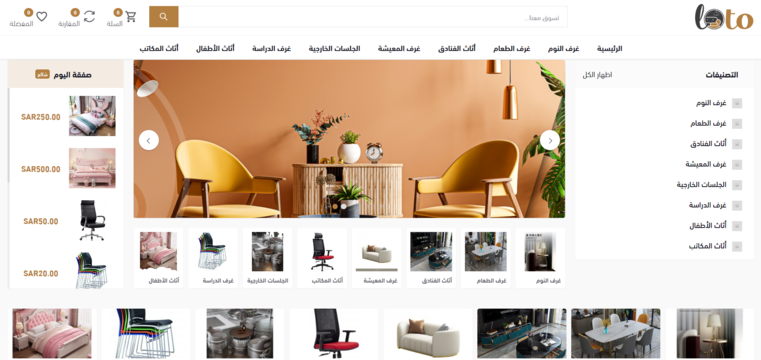 loto
تسوق معنا...
السلة 0
المقارنة 0
المفضلة 0
الرئيسية غرف النوم غرف الطعام أثاث الفنادق غرف المعيشة الجلسات الخارجية غرف الدراسة أثاث الأطفال أثاث المكاتب
التصنيفات اظهار الكل
غرف النوم
غرف الطعام
أثاث الفنادق
غرف المعيشة
الجلسات الخارجية
غرف الدراسة
أثاث الأطفال
أثاث المكاتب
صفقة اليوم
SAR250.00
SAR500.00
SAR50.00
SAR20.00
غرف النوم
غرف الطعام
أثاث الفنادق
غرف المعيشة
أثاث المكاتب
الجلسات الخارجية
غرف الدراسة
أثاث الأطفال